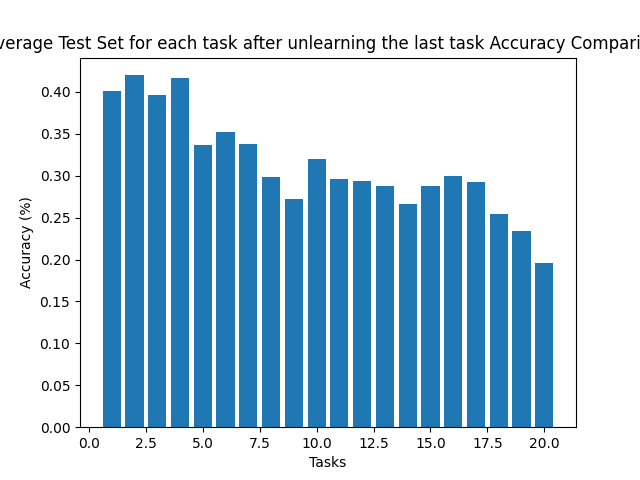 verage Test Set for each task after unlearning the last task Accuracy Compari
0.40
0.35
0.30
0.25
0.20
0.15
0.10
0.05
0.00
Accuracy (%)
0.0 2.5 5.0 7.5 10.0 12.5 15.0 17.5 20.0
Tasks